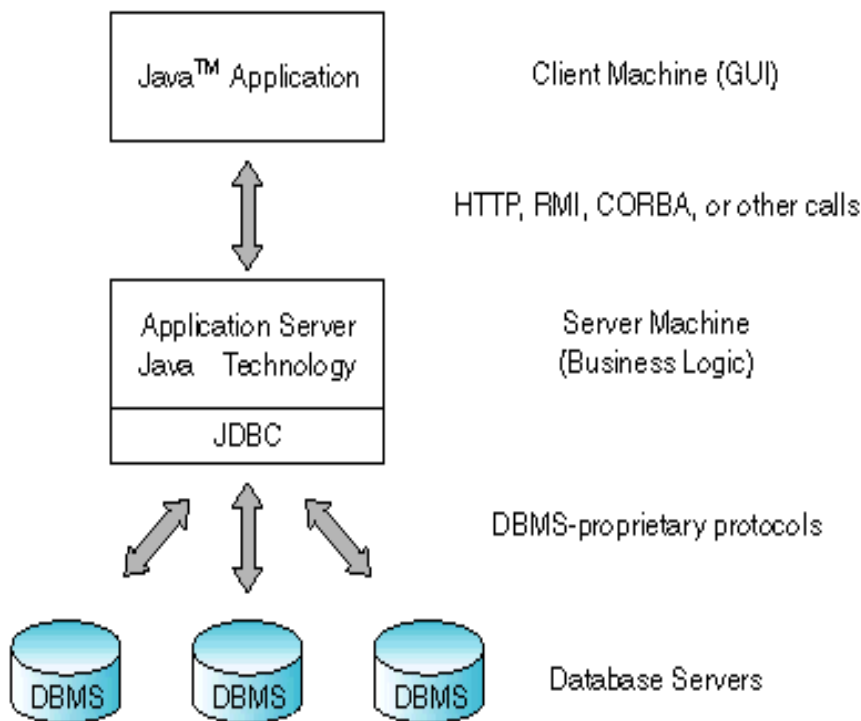 Java™ Application
Client Machine (GUI)
HTTP, RMI, CORBA, or other calls
Application Server
Java Technology
Server Machine
(Business Logic)
JDBC
DBMS-proprietary protocols
DBMS
DBMS
DBMS
Database Servers